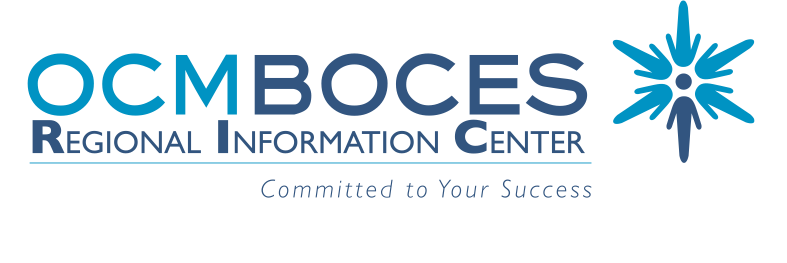 OCMBOCES
REGIONAL INFORMATION CENTER
Committed to Your Success